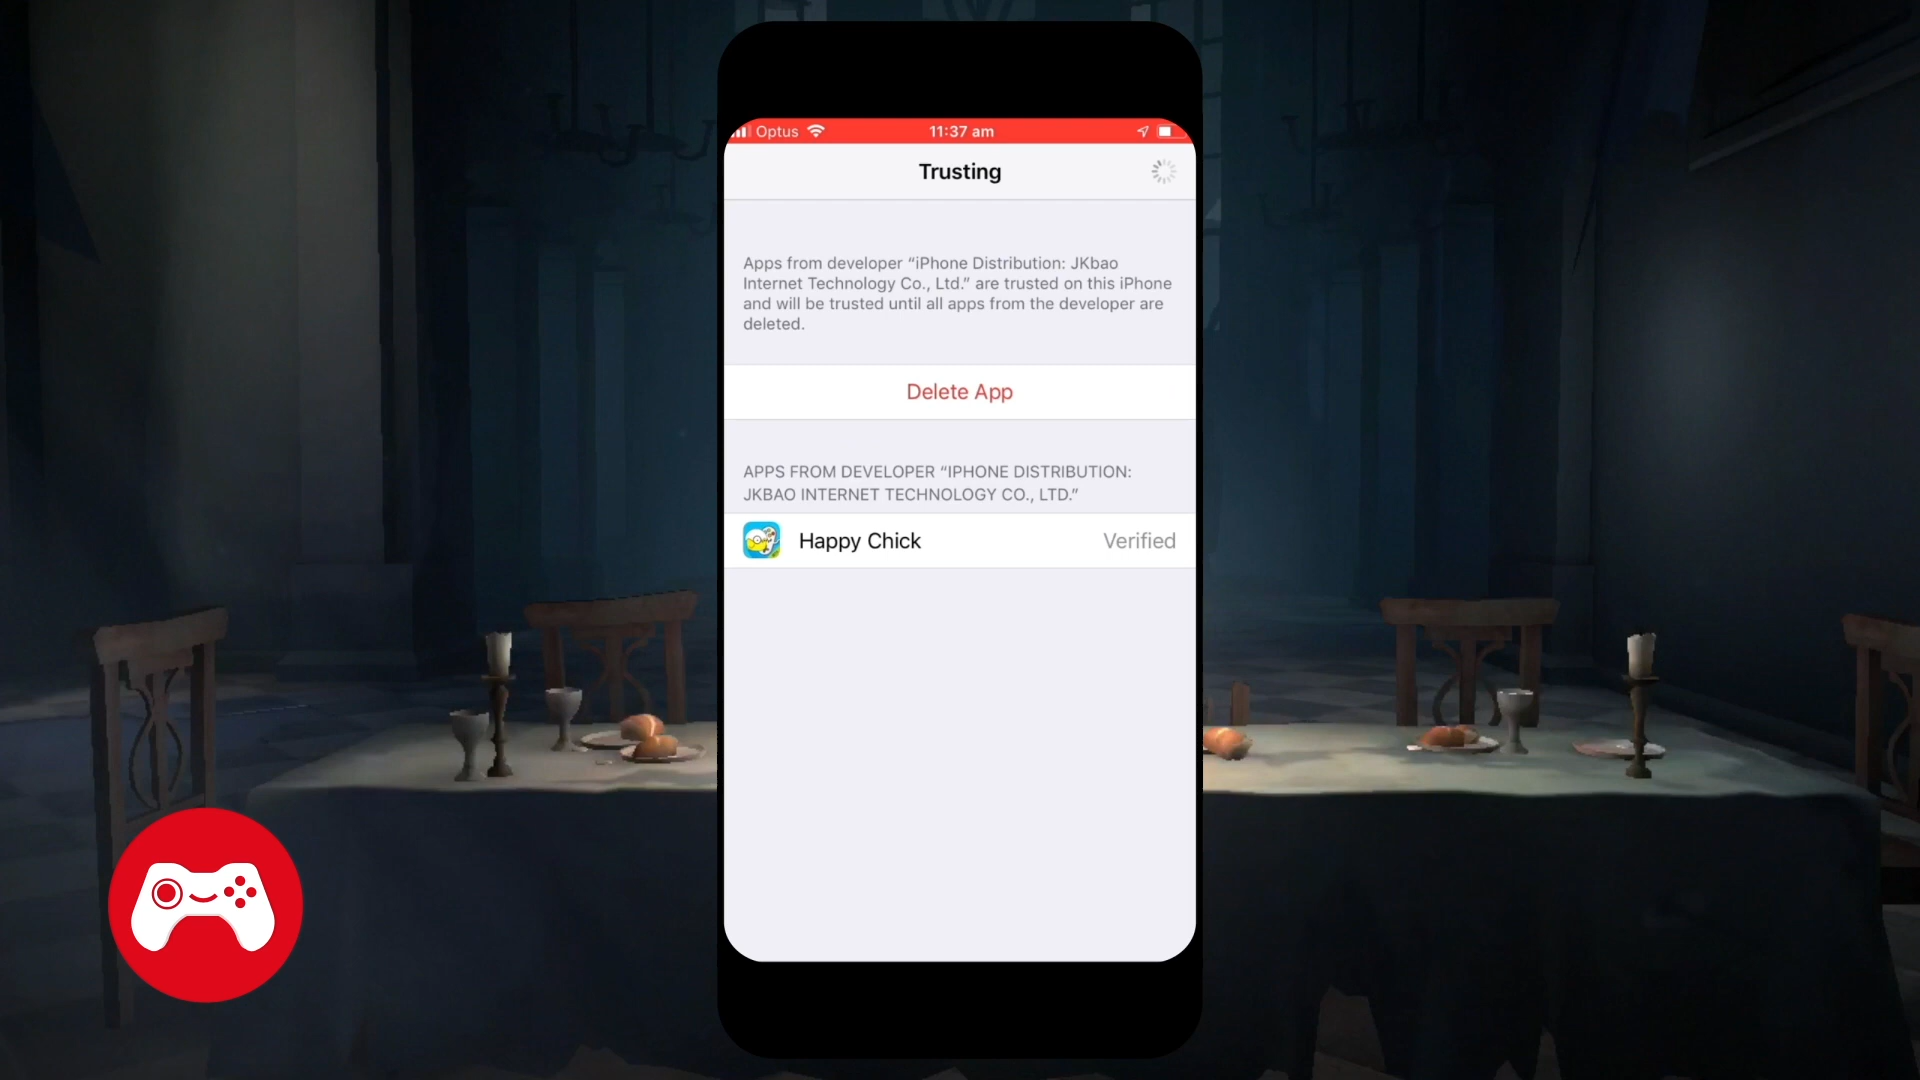 Optus
11:37 am
Trusting
Apps from developer “iPhone Distribution: JKbao
Internet Technology Co., Ltd.” are trusted on this iPhone
and will be trusted until all apps from the developer are
deleted.
Delete App
APPS FROM DEVELOPER “IPHONE DISTRIBUTION:
JKBAO INTERNET TECHNOLOGY CO., LTD.”
Happy Chick
Verified